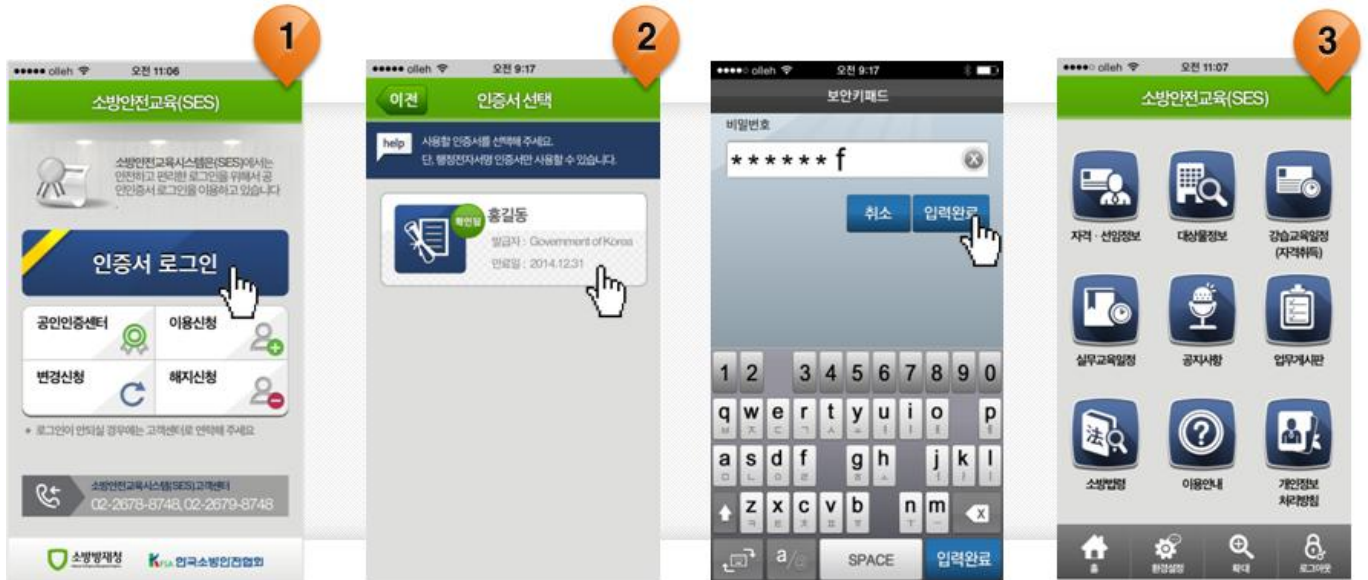 1
olleh 오전 11:06
소방안전교육(SES)
소방안전교육시스템은(SES)에서는
안전하고 편리한 로그인을 위해서 공
인인증서 로그인을 이용하고 있습니다
.
인증서 로그인
공인인증센터 이용신청
변경신청 해지신청
* 로그인이 안되실 경우에는 고객센터로 연락해 주세요
소방안전교육시스템(SES)고객센터
02-2678-8748, 02-2679-8748
소방방재청 KFSA 한국소방안전협회
2
olleh 오전 9:17
이전 인증서 선택
help 사용할 인증서를 선택해 주세요.
단, 행정전자서명 인증서만 사용할 수 있습니다.
확인됨 홍길동
발급자 : Government of Korea
만료일 : 2014.12.31
olleh 오전 9:17
보안키패드
비밀번호
* * * * * * f
취소 입력완료
1 2 3 4 5 6 7 8 9 0
q w e r t y u i o p
ㅂ ㅈ ㄷ ㄱ ㅅ ㅛ ㅕ ㅑ ㅐ ㅔ
a s d f g h j k l
ㅁ ㄴ ㅇ ㄹ ㅎ ㅗ ㅓ ㅏ ㅣ
z x c v b n m
ㅋ ㅌ ㅊ ㅍ ㅠ ㅜ ㅡ
a/@ SPACE 입력완료
3
olleh 오전 11:07
소방안전교육(SES)
자격 · 선임정보 대상물정보 강습교육일정
(자격취득)
실무교육일정 공지사항 업무게시판
法
소방법령 이용안내 개인정보
처리방침
홈 환경설정 확대 로그아웃